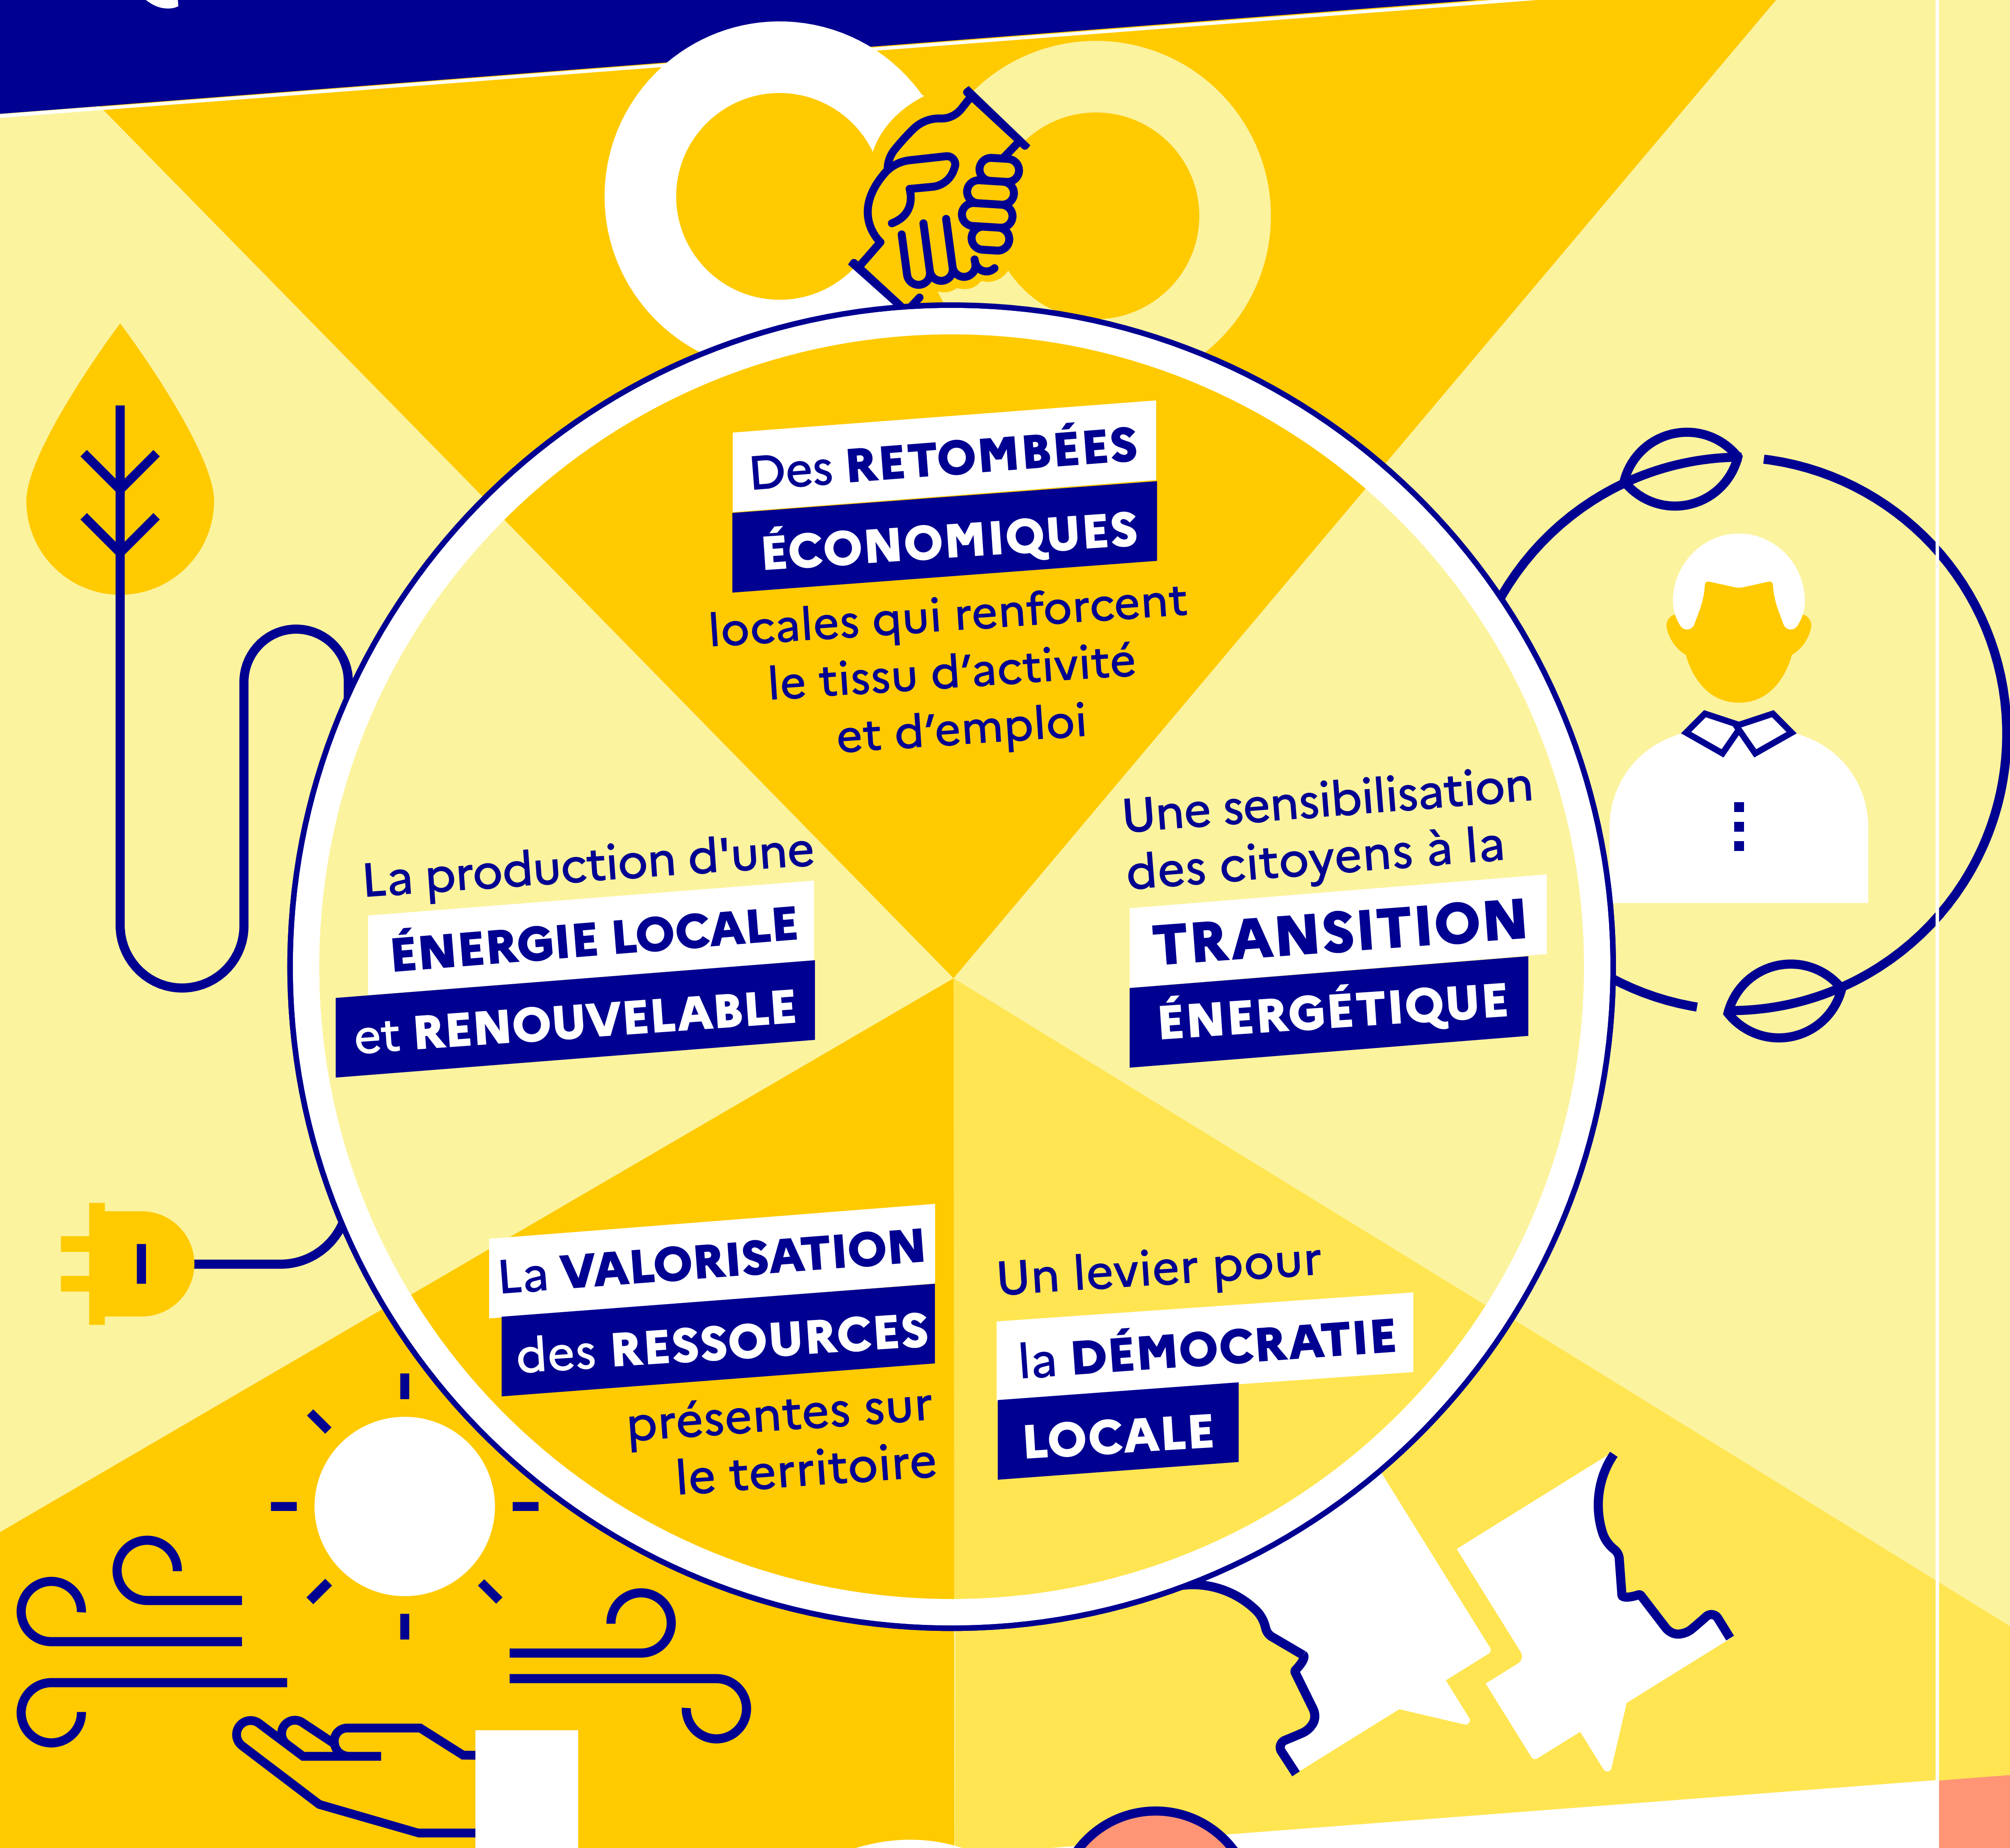 Des RETOMBÉES
ÉCONOMIQUES
locales qui renforcent
le tissu d’activité
et d’emploi
Une sensibilisation
des citoyens à la
TRANSITION
ÉNERGÉTIQUE
La production d'une
ÉNERGIE LOCALE
et RENOUVELABLE
La VALORISATION
des RESSOURCES
présentes sur
le territoire
Un levier pour
la DÉMOCRATIE
LOCALE